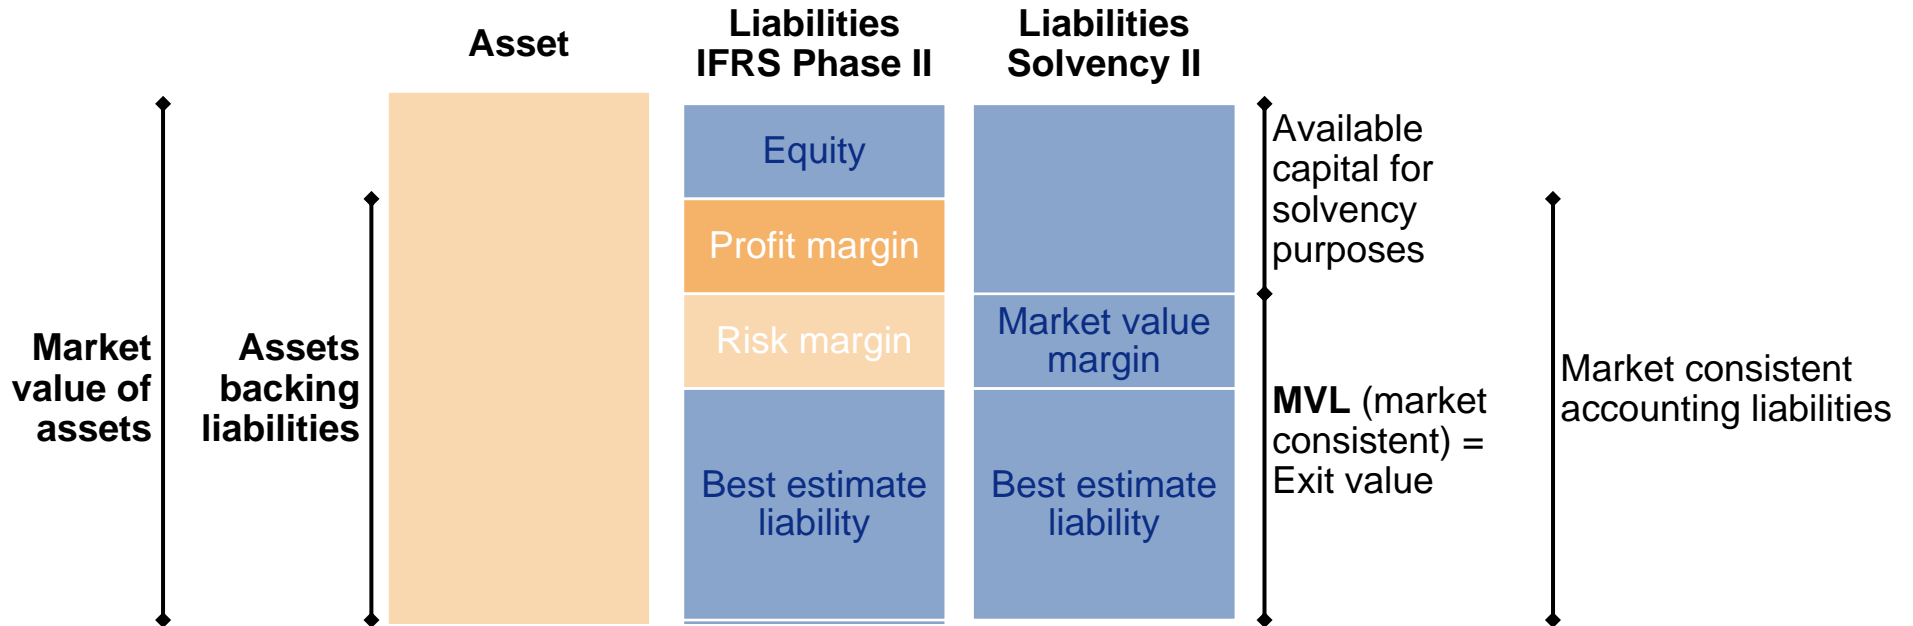 Asset
Liabilities
IFRS Phase II
Liabilities
Solvency II
Market
value of
assets
Assets
backing
liabilities
Equity
Profit margin
Risk margin
Best estimate
liability
Market value
margin
Best estimate
liability
Available
capital for
solvency
purposes
MVL (market
consistent) =
Exit value
Market consistent
accounting liabilities